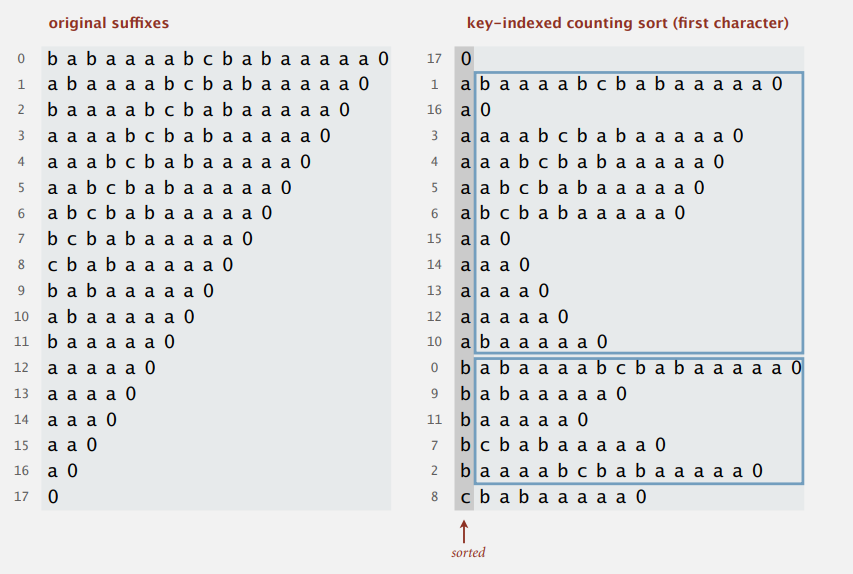 original suffixes
0 b a b a a a a b c b a b a a a a a 0
1 a b a a a a b c b a b a a a a a 0
2 b a a a a b c b a b a a a a a 0
3 a a a a b c b a b a a a a a 0
4 a a a b c b a b a a a a a 0
5 a a b c b a b a a a a a 0
6 a b c b a b a a a a a 0
7 b c b a b a a a a a 0
8 c b a b a a a a a 0
9 b a b a a a a a 0
10 a b a a a a a 0
11 b a a a a a 0
12 a a a a a 0
13 a a a a 0
14 a a a 0
15 a a 0
16 a 0
17 0
key-indexed counting sort (first character)
17 0
1 a b a a a a b c b a b a a a a a 0
16 a 0
3 a a a a b c b a b a a a a a 0
4 a a a b c b a b a a a a a 0
5 a a b c b a b a a a a a 0
6 a b c b a b a a a a a 0
15 a a 0
14 a a a 0
13 a a a a 0
12 a a a a a 0
10 a b a a a a a 0
0 b a b a a a a b c b a b a a a a a 0
9 b a b a a a a a 0
11 b a a a a a 0
7 b c b a b a a a a a 0
2 b a a a a b c b a b a a a a a 0
8 c b a b a a a a a 0
sorted